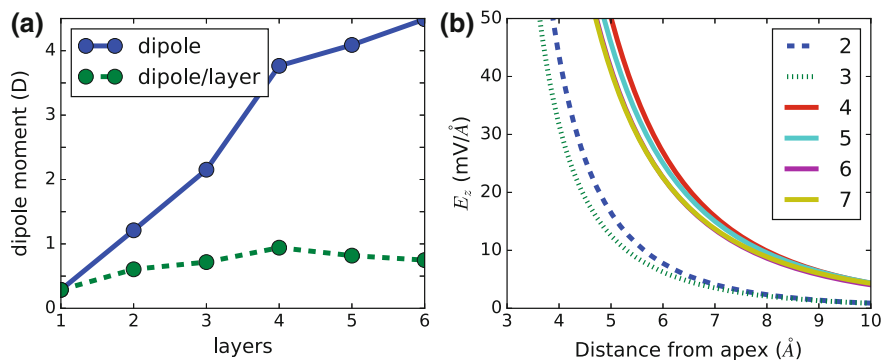 (a)
dipole
dipole/layer
dipole moment (D)
4
3
2
1
0
1 2 3 4 5 6
layers
(b)
2
3
4
5
6
7
E_z (mV/Å)
50
40
30
20
10
0
3 4 5 6 7 8 9 10
Distance from apex (Å)